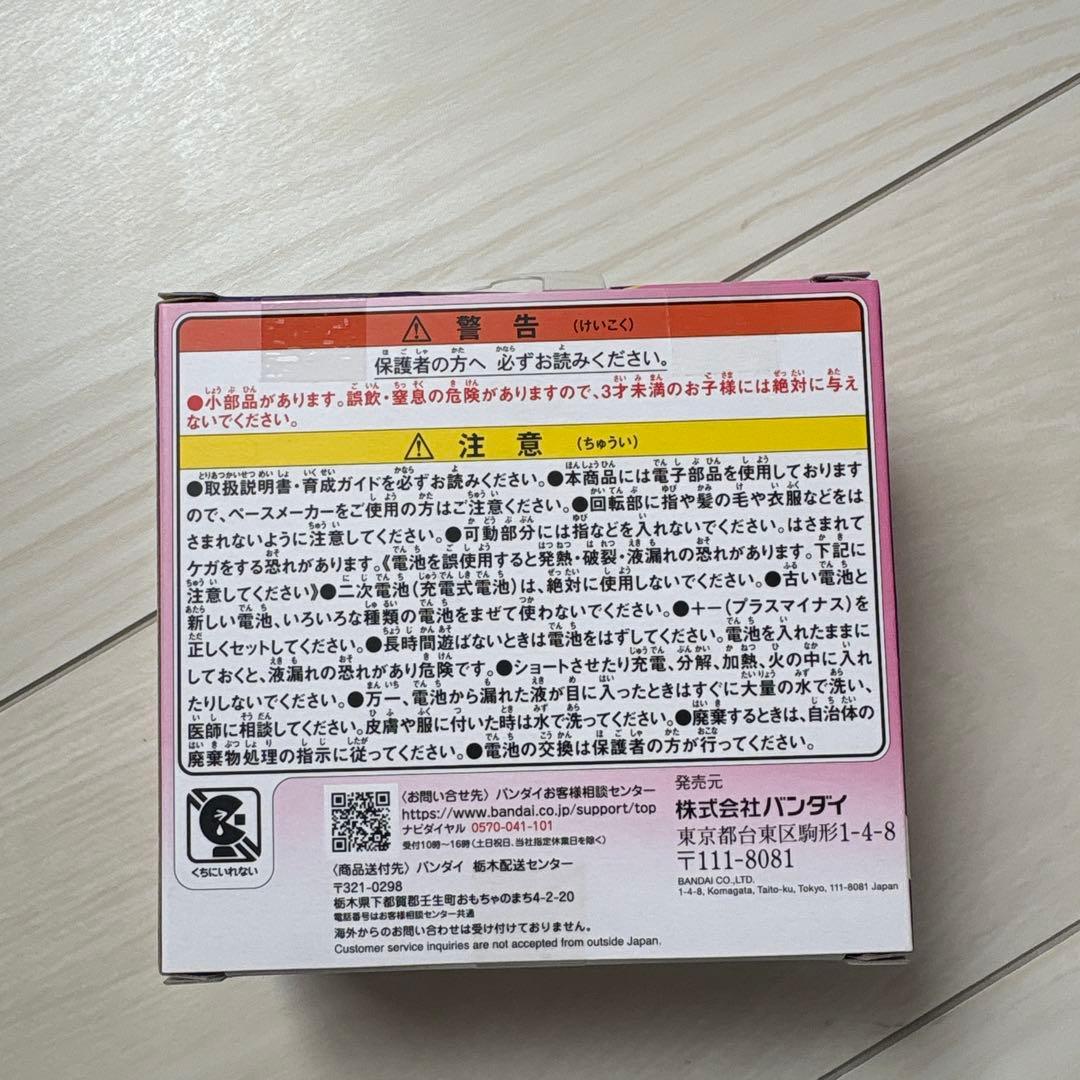 ⚠ 警告 (けいこく)
保護者の方へ 必ずお読みください。
●小部品があります。誤飲・窒息の危険がありますので、3才未満のお子様には絶対に与え
ないでください。
⚠ 注意 (ちゅうい)
●取扱説明書・育成ガイドを必ずお読みください。●本商品には電子部品を使用しております
ので、ペースメーカーをご使用の方はご注意ください。●回転部に指や髪の毛や衣服などをは
さまれないように注意してください。●可動部分には指などを入れないでください。はさまれて
ケガをする恐れがあります。《電池を誤使用すると発熱・破裂・液漏れの恐れがあります。下記に
注意してください》●二次電池(充電式電池)は、絶対に使用しないでください。●古い電池と
新しい電池、いろいろな種類の電池をまぜて使わないでください。●+−(プラスマイナス)を
正しくセットしてください。●長時間遊ばないときは電池をはずしてください。電池を入れたままに
しておくと、液漏れの恐れがあり危険です。●ショートさせたり充電、分解、加熱、火の中に入れ
たりしないでください。●万一、電池から漏れた液が目に入ったときはすぐに大量の水で洗い、
医師に相談してください。皮膚や服に付いた時は水で洗ってください。●廃棄するときは、自治体の
廃棄物処理の指示に従ってください。●電池の交換は保護者の方が行ってください。
くちにいれない
〈お問い合せ先〉バンダイお客様相談センター
https://www.bandai.co.jp/support/top
ナビダイヤル 0570-041-101
受付10時〜16時(土日祝日、当社指定休業日を除く)
〈商品送付先〉バンダイ 栃木配送センター
〒321-0298
栃木県下都賀郡壬生町おもちゃのまち4-2-20
電話番号はお客様相談センター共通
海外からのお問い合わせは受け付けておりません。
Customer service inquiries are not accepted from outside Japan.
発売元
株式会社バンダイ
東京都台東区駒形1-4-8
〒111-8081
BANDAI CO.,LTD.
1-4-8, Komagata, Taito-ku, Tokyo, 111-8081 Japan